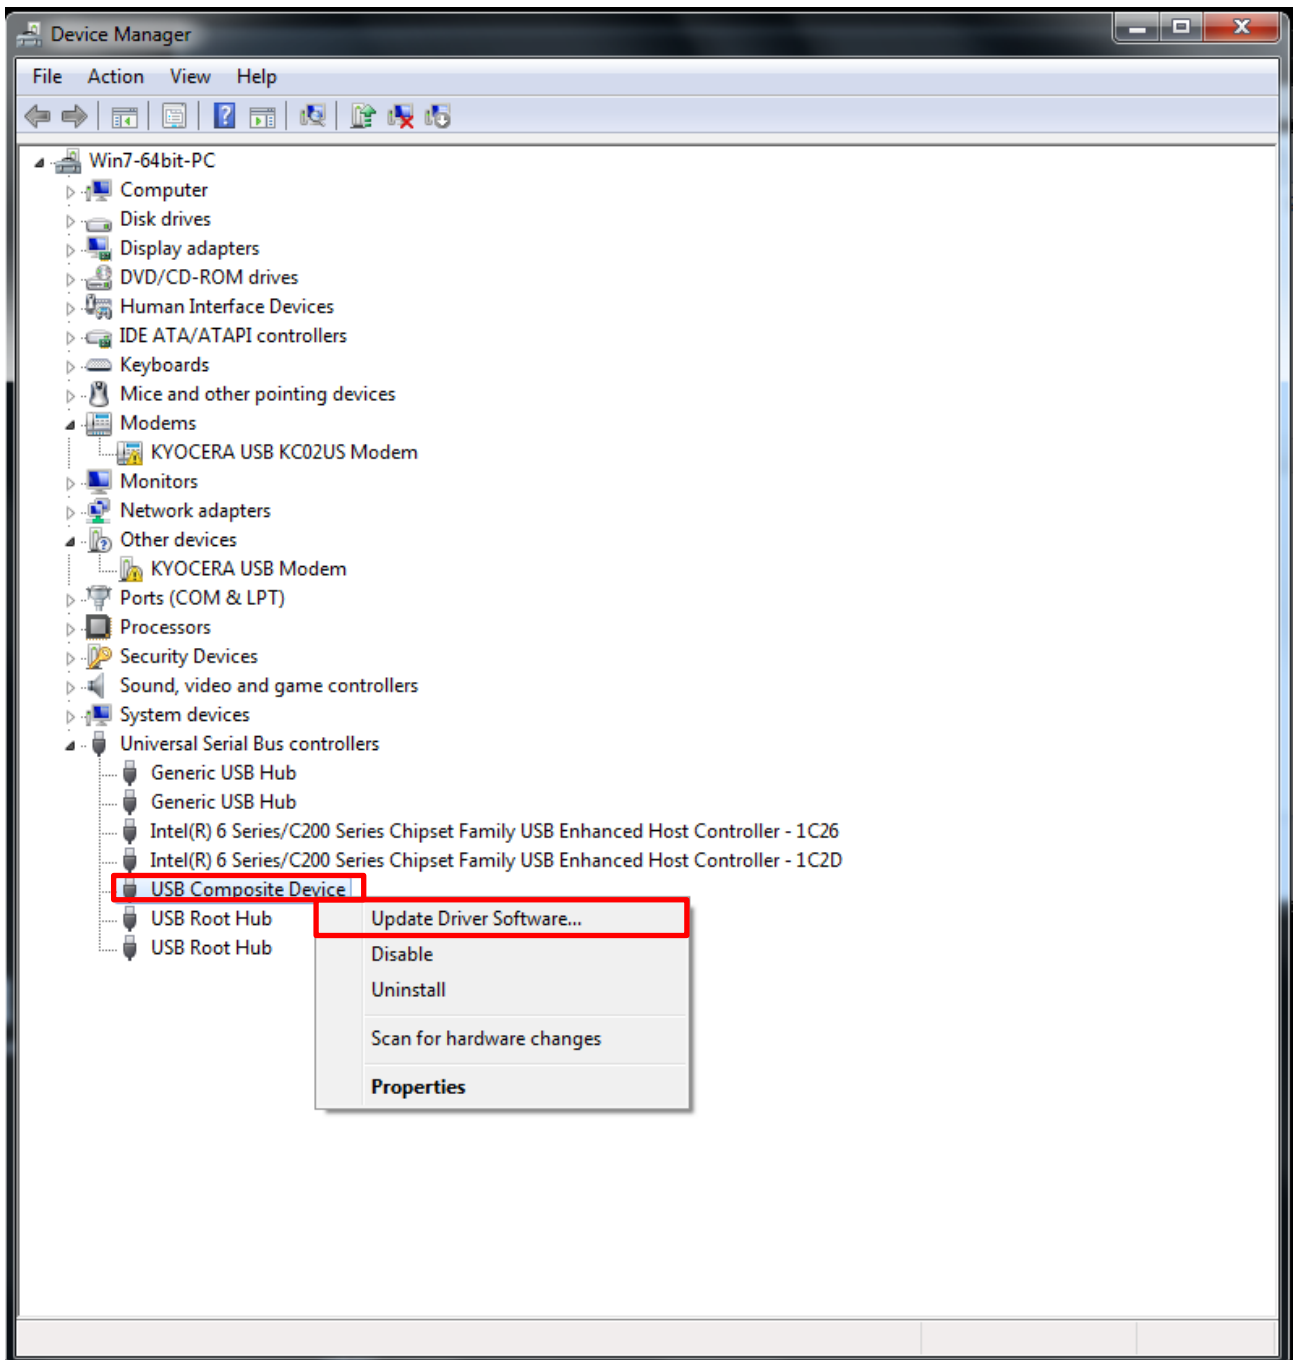 Device Manager
File Action View Help
Win7-64bit-PC
Computer
Disk drives
Display adapters
DVD/CD-ROM drives
Human Interface Devices
IDE ATA/ATAPI controllers
Keyboards
Mice and other pointing devices
Modems
KYOCERA USB KC02US Modem
Monitors
Network adapters
Other devices
KYOCERA USB Modem
Ports (COM & LPT)
Processors
Security Devices
Sound, video and game controllers
System devices
Universal Serial Bus controllers
Generic USB Hub
Generic USB Hub
Intel(R) 6 Series/C200 Series Chipset Family USB Enhanced Host Controller - 1C26
Intel(R) 6 Series/C200 Series Chipset Family USB Enhanced Host Controller - 1C2D
USB Composite Device
USB Root Hub
USB Root Hub
Update Driver Software...
Disable
Uninstall
Scan for hardware changes
Properties